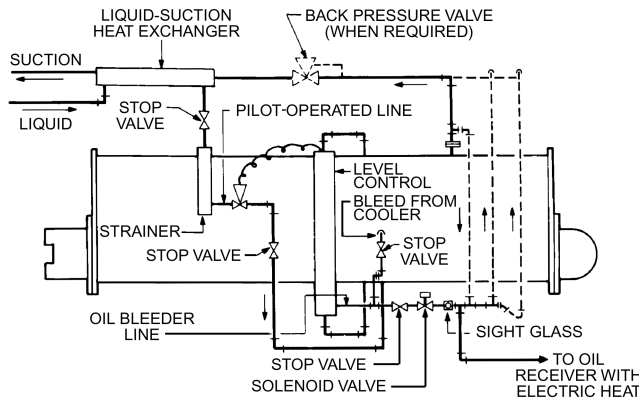 LIQUID-SUCTION
HEAT EXCHANGER
BACK PRESSURE VALVE
(WHEN REQUIRED)
SUCTION
LIQUID
STOP
VALVE
PILOT-OPERATED LINE
LEVEL
CONTROL
BLEED FROM
COOLER
STRAINER
STOP VALVE
STOP
VALVE
OIL BLEEDER
LINE
SIGHT GLASS
STOP VALVE
SOLENOID VALVE
TO OIL
RECEIVER WITH
ELECTRIC HEAT